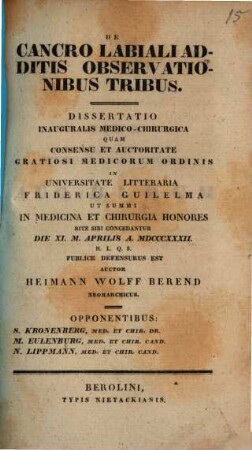 15
DE
CANCRO LABIALI AD-
DITIS OBSERVATIO-
NIBUS TRIBUS.
DISSERTATIO
INAUGURALIS MEDICO-CHIRURGICA
QUAM
CONSENSU ET AUCTORITATE
GRATIOSI MEDICORUM ORDINIS
IN
UNIVERSITATE LITTERARIA
FRIDERICA GUILELMA
UT SUMMI
IN MEDICINA ET CHIRURGIA HONORES
RITE SIBI CONCEDANTUR
DIE XI. M. APRILIS A. MDCCCXXXII.
H. L. Q. S.
PUBLICE DEFENSURUS EST
AUCTOR
HEIMANN WOLFF BEREND
NEOMARCHICUS.
OPPONENTIBUS:
S. KRONENBERG, MED. ET CHIR. DR.
M. EULENBURG, MED. ET CHIR. CAND.
N. LIPPMANN, MED. ET CHIR. CAND.
BEROLINI,
TYPIS NIETACKIANIS.